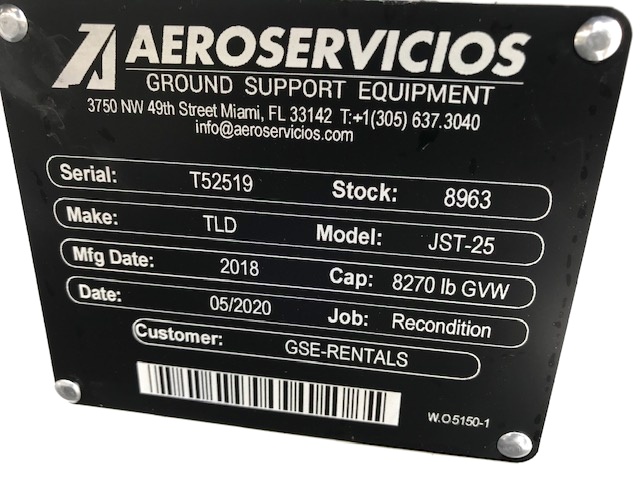 AEROSERVICIOS
GROUND SUPPORT EQUIPMENT
3750 NW 49th Street Miami, FL 33142 T:+1(305) 637.3040
info@aeroservicios.com
Serial: T52519 Stock: 8963
Make: TLD Model: JST-25
Mfg Date: 2018 Cap: 8270 lb GVW
Date: 05/2020 Job: Recondition
Customer: GSE-RENTALS
W.O5150-1